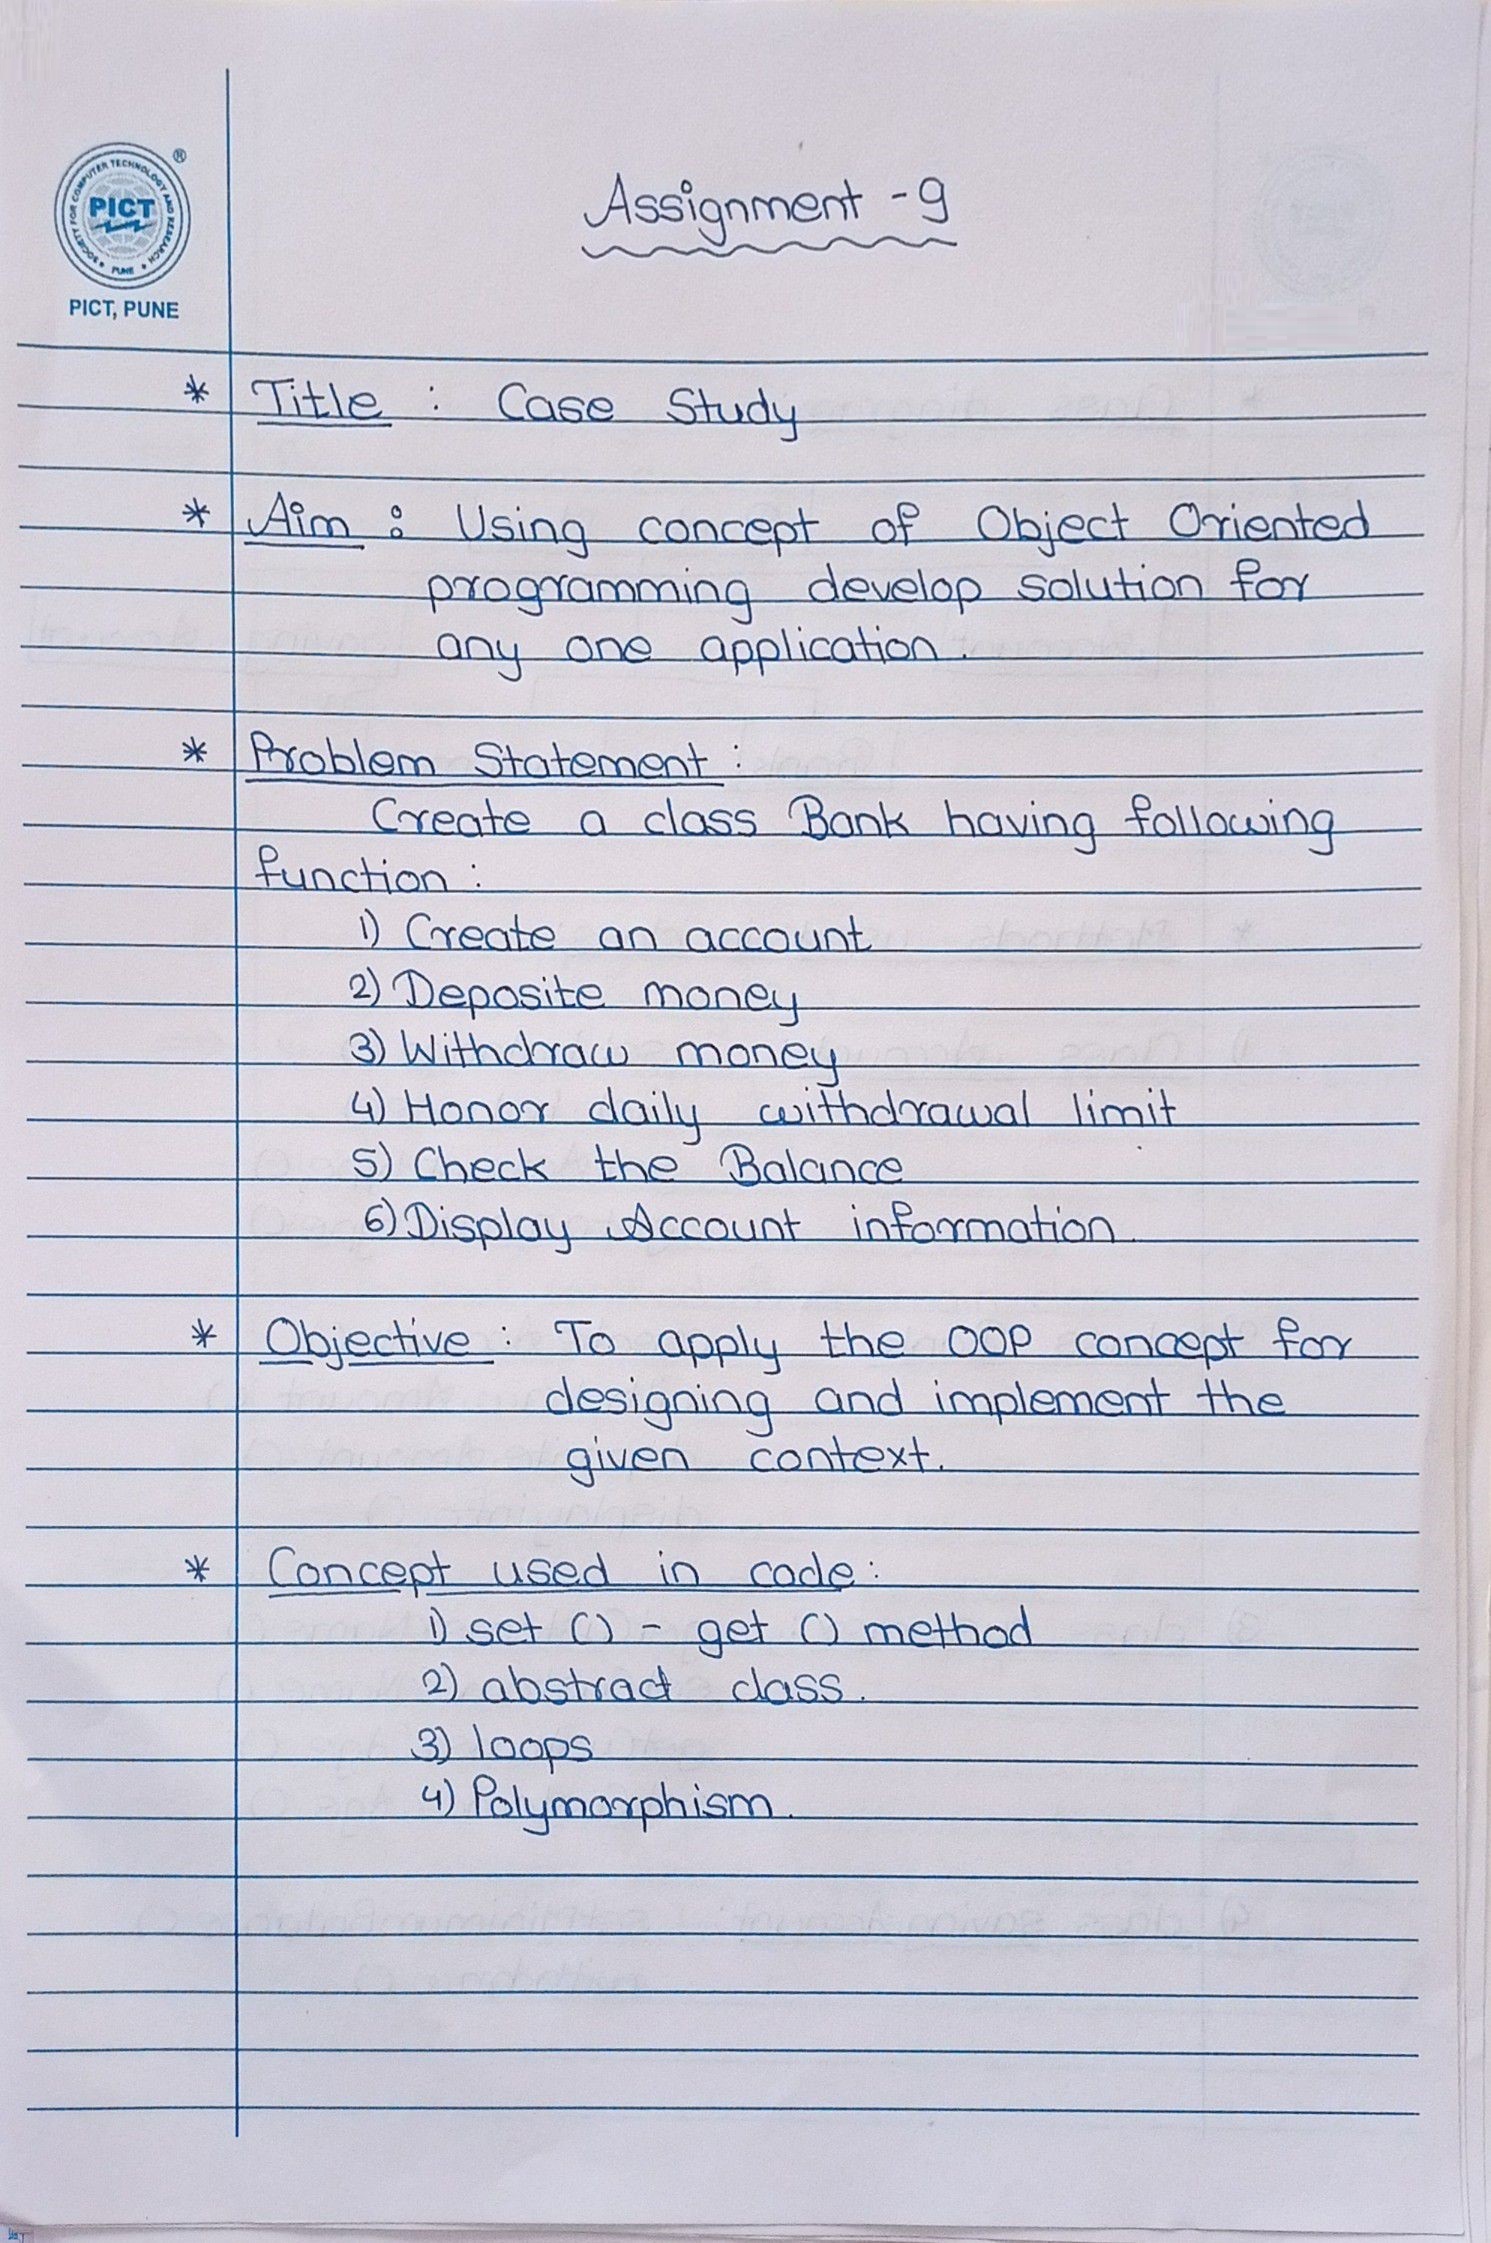 SOCIETY FOR COMPUTER TECHNOLOGY AND RESEARCH
PUNE
PICT
®
PICT, PUNE
Assignment - 9
* Title : Case Study
* Aim : Using concept of Object Oriented
programming develop solution for
any one application.
* Problem Statement :
Create a class Bank having following
function :
1) Create an account
2) Deposite money
3) Withdraw money
4) Honor daily withdrawal limit
5) Check the Balance
6) Display Account information.
* Objective : To apply the OOP concept for
designing and implement the
given context.
* Concept used in code :
1) set () - get () method
2) abstract class.
3) loops
4) Polymorphism.